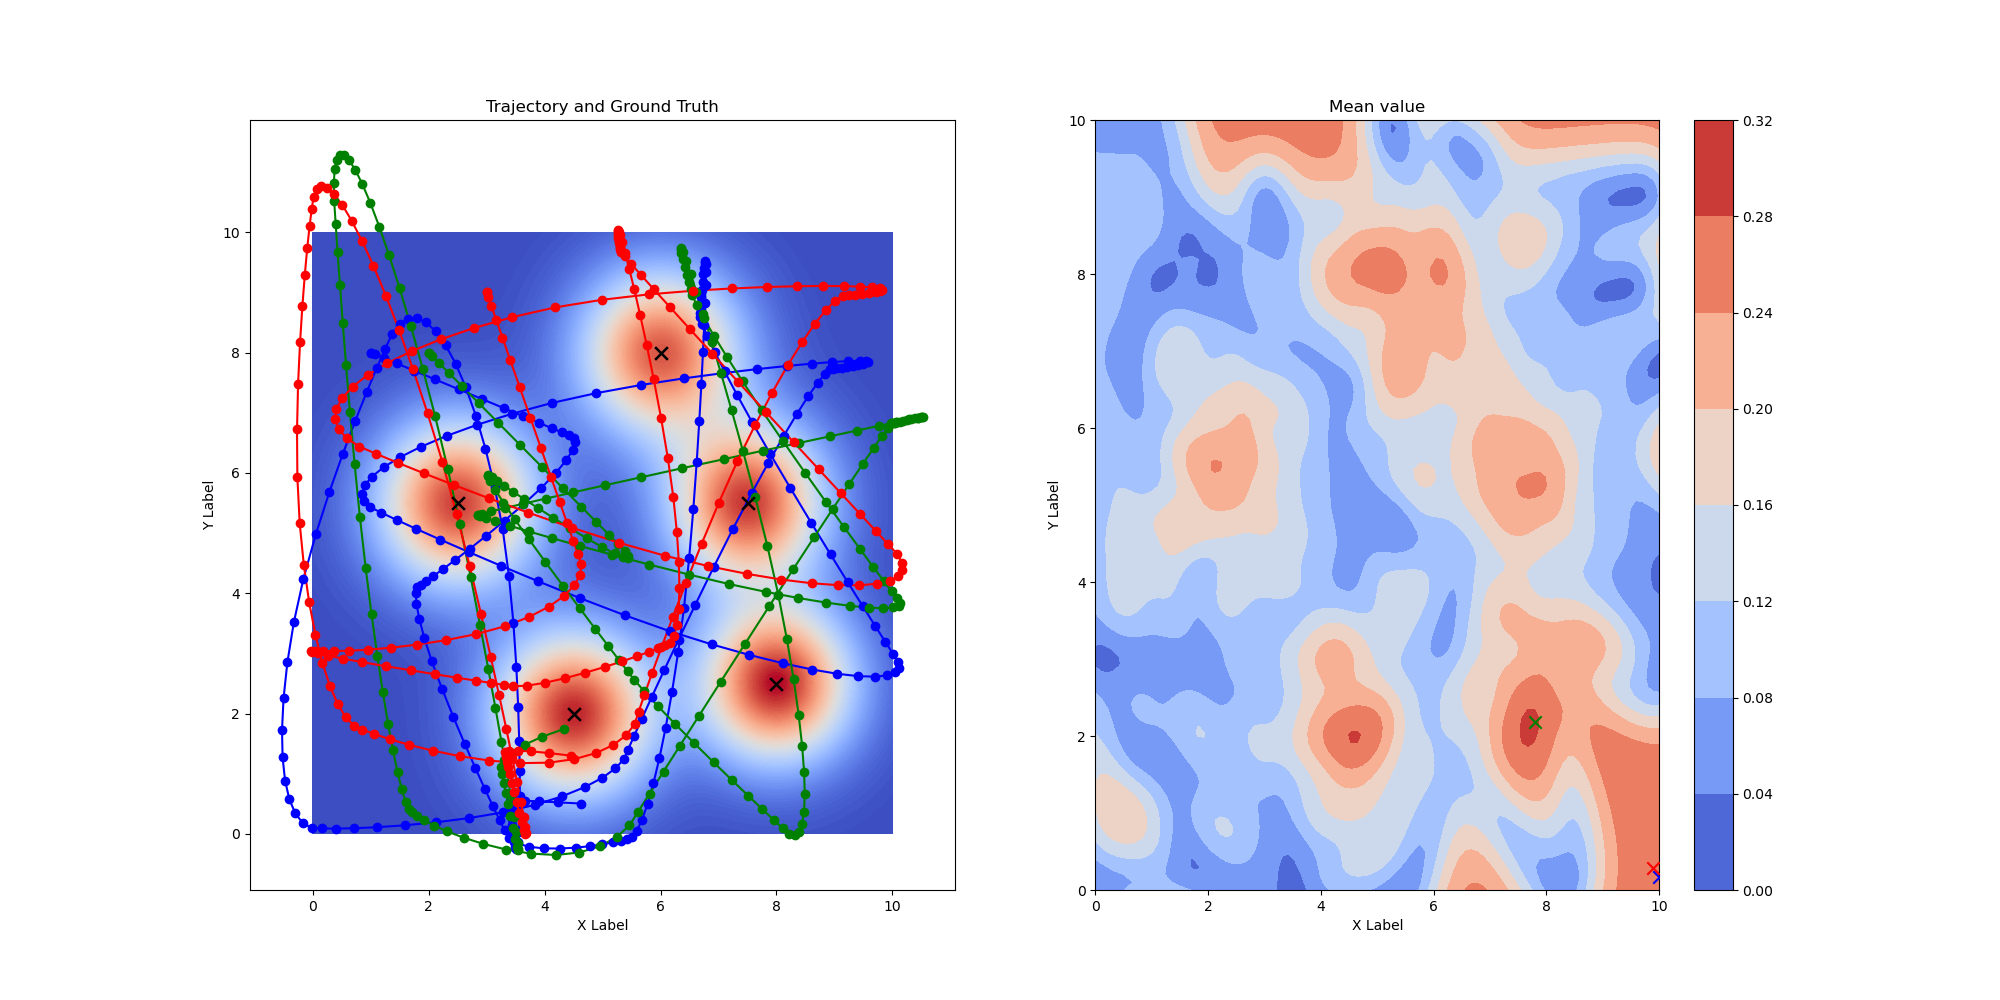 Trajectory and Ground Truth
Y Label
10
8
6
4
2
0
0 2 4 6 8 10
X Label
Mean value
Y Label
10
8
6
4
2
0
0 2 4 6 8 10
X Label
0.32
0.28
0.24
0.20
0.16
0.12
0.08
0.04
0.00